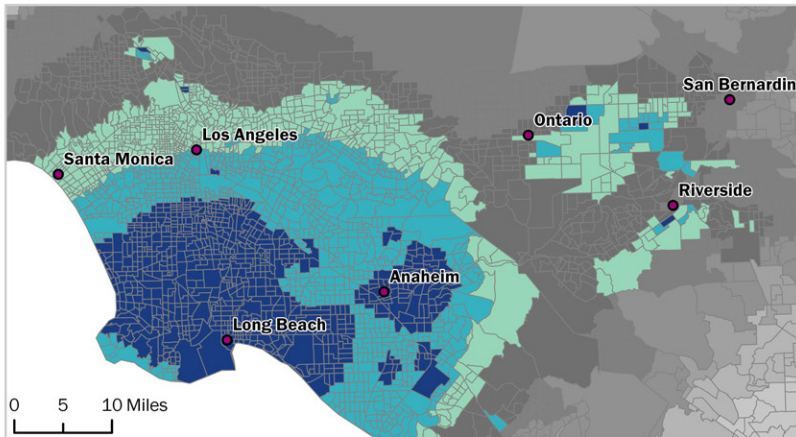 San Bernardin
Ontario
Los Angeles
Santa Monica
Riverside
Anaheim
Long Beach
0 5 10 Miles